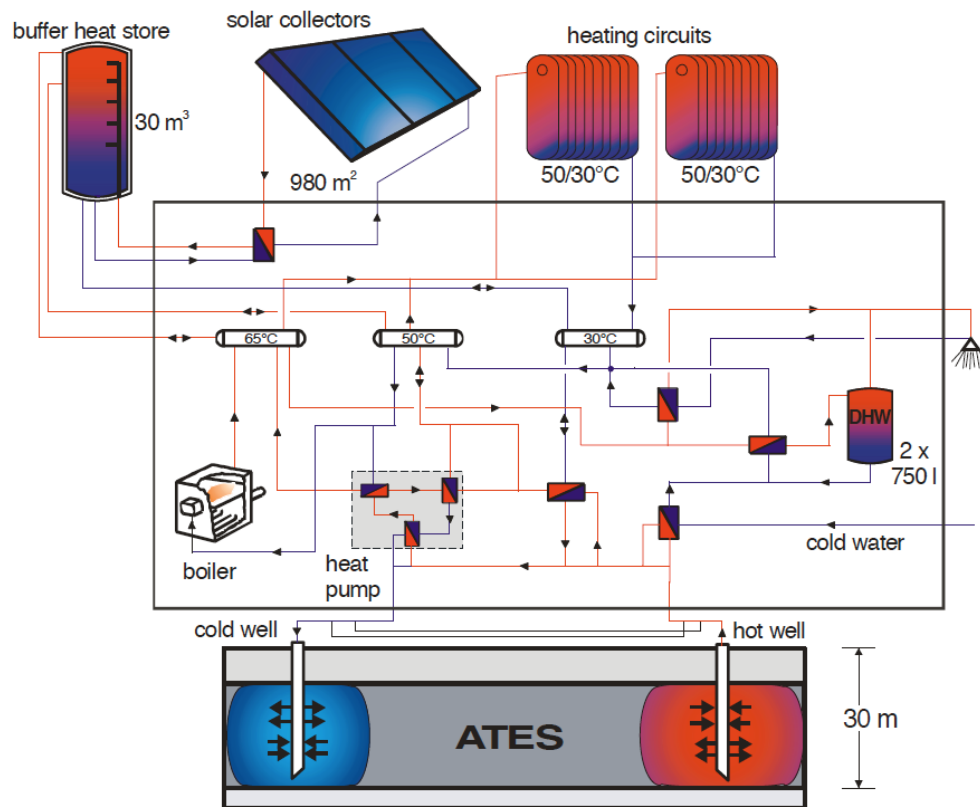 solar collectors
buffer heat store
heating circuits
30 m³
980 m²
50/30°C
50/30°C
65°C
50°C
30°C
DHW
2 x
750 l
boiler
heat
pump
cold water
cold well
hot well
ATES
30 m